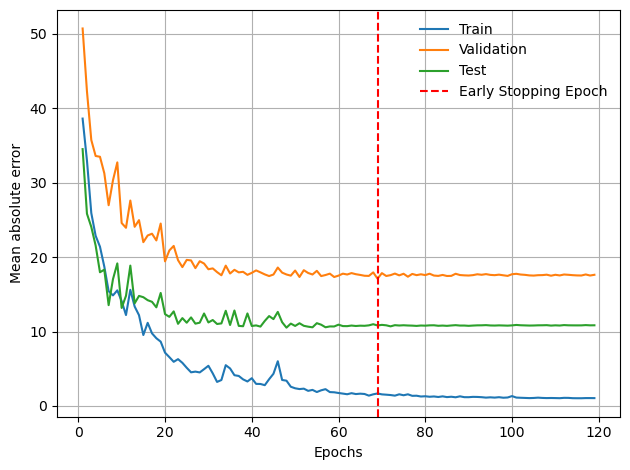 50
40
30
20
10
0
Mean absolute error
Train
Validation
Test
Early Stopping Epoch
0 20 40 60 80 100 120
Epochs